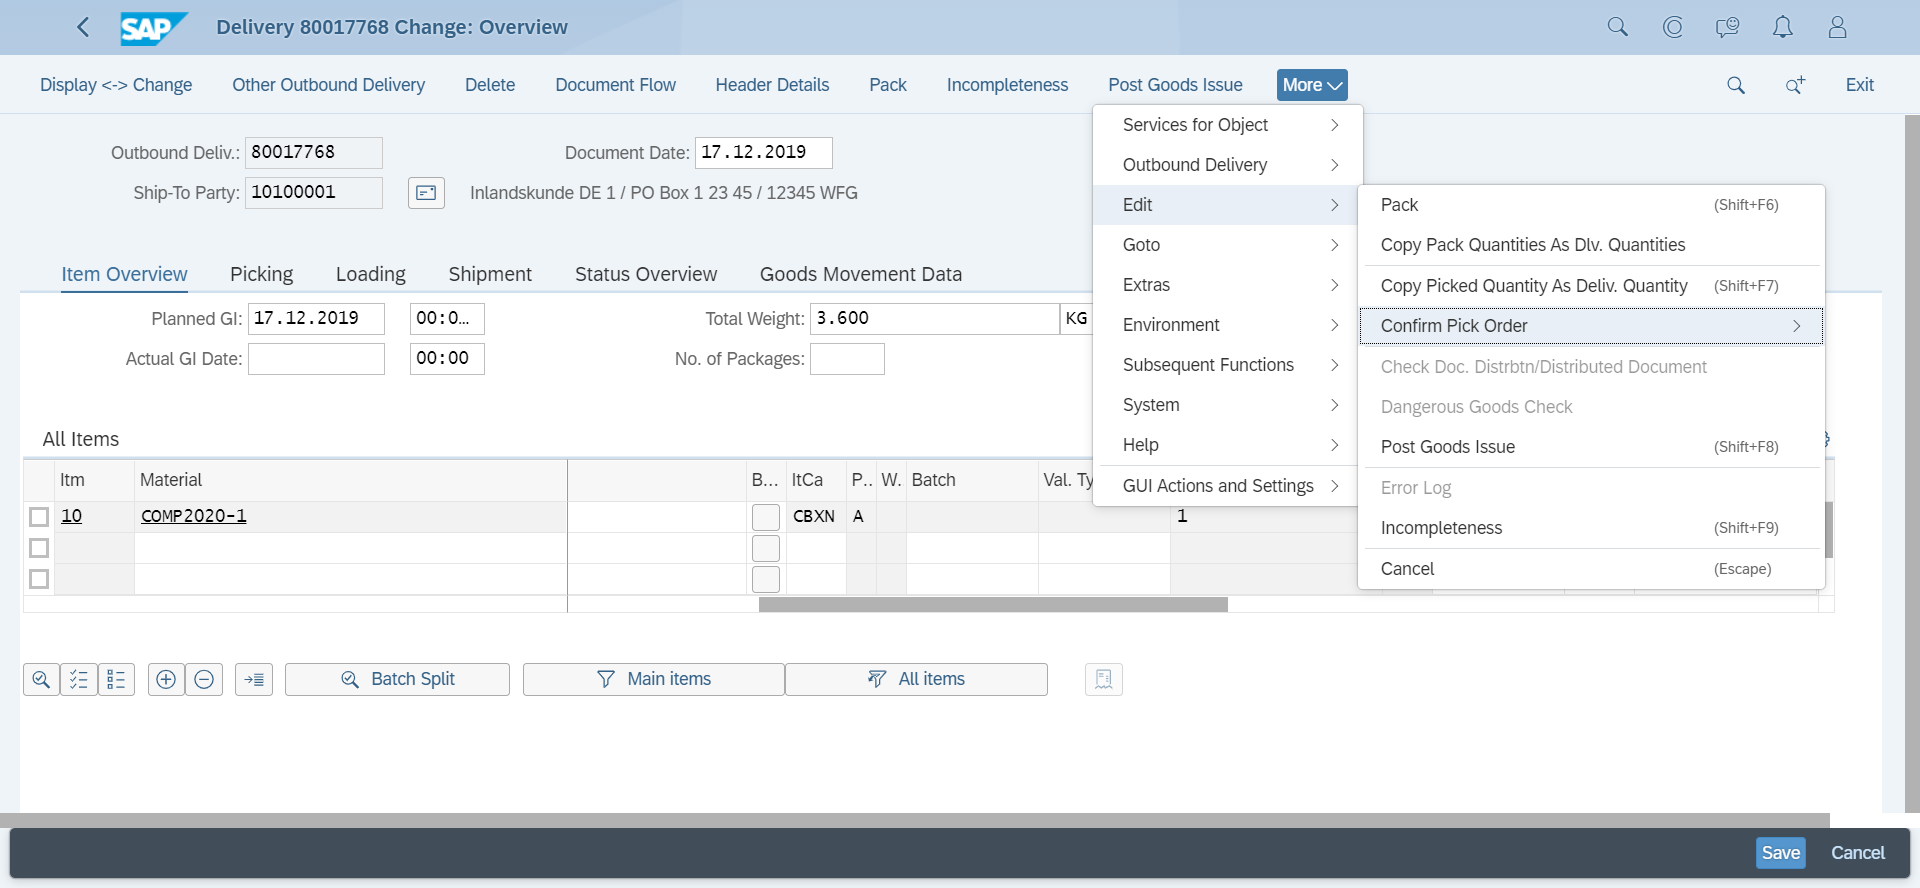 SAP Delivery 80017768 Change: Overview
Display <-> Change Other Outbound Delivery Delete Document Flow Header Details Pack Incompleteness Post Goods Issue More Exit
Outbound Deliv.: 80017768 Document Date: 17.12.2019
Ship-To Party: 10100001 Inlandskunde DE 1 / PO Box 1 23 45 / 12345 WFG
Item Overview Picking Loading Shipment Status Overview Goods Movement Data
Planned GI: 17.12.2019 00:0... Total Weight: 3.600 KG
Actual GI Date: 00:00 No. of Packages:
All Items
Itm Material B... ItCa P.. W. Batch Val. Ty
10 COMP2020-1 CBXN A 1
Batch Split Main items All items
Services for Object
Outbound Delivery
Edit
Goto
Extras
Environment
Subsequent Functions
System
Help
GUI Actions and Settings
Pack (Shift+F6)
Copy Pack Quantities As Dlv. Quantities
Copy Picked Quantity As Deliv. Quantity (Shift+F7)
Confirm Pick Order
Check Doc. Distrbtn/Distributed Document
Dangerous Goods Check
Post Goods Issue (Shift+F8)
Error Log
Incompleteness (Shift+F9)
Cancel (Escape)
Save Cancel